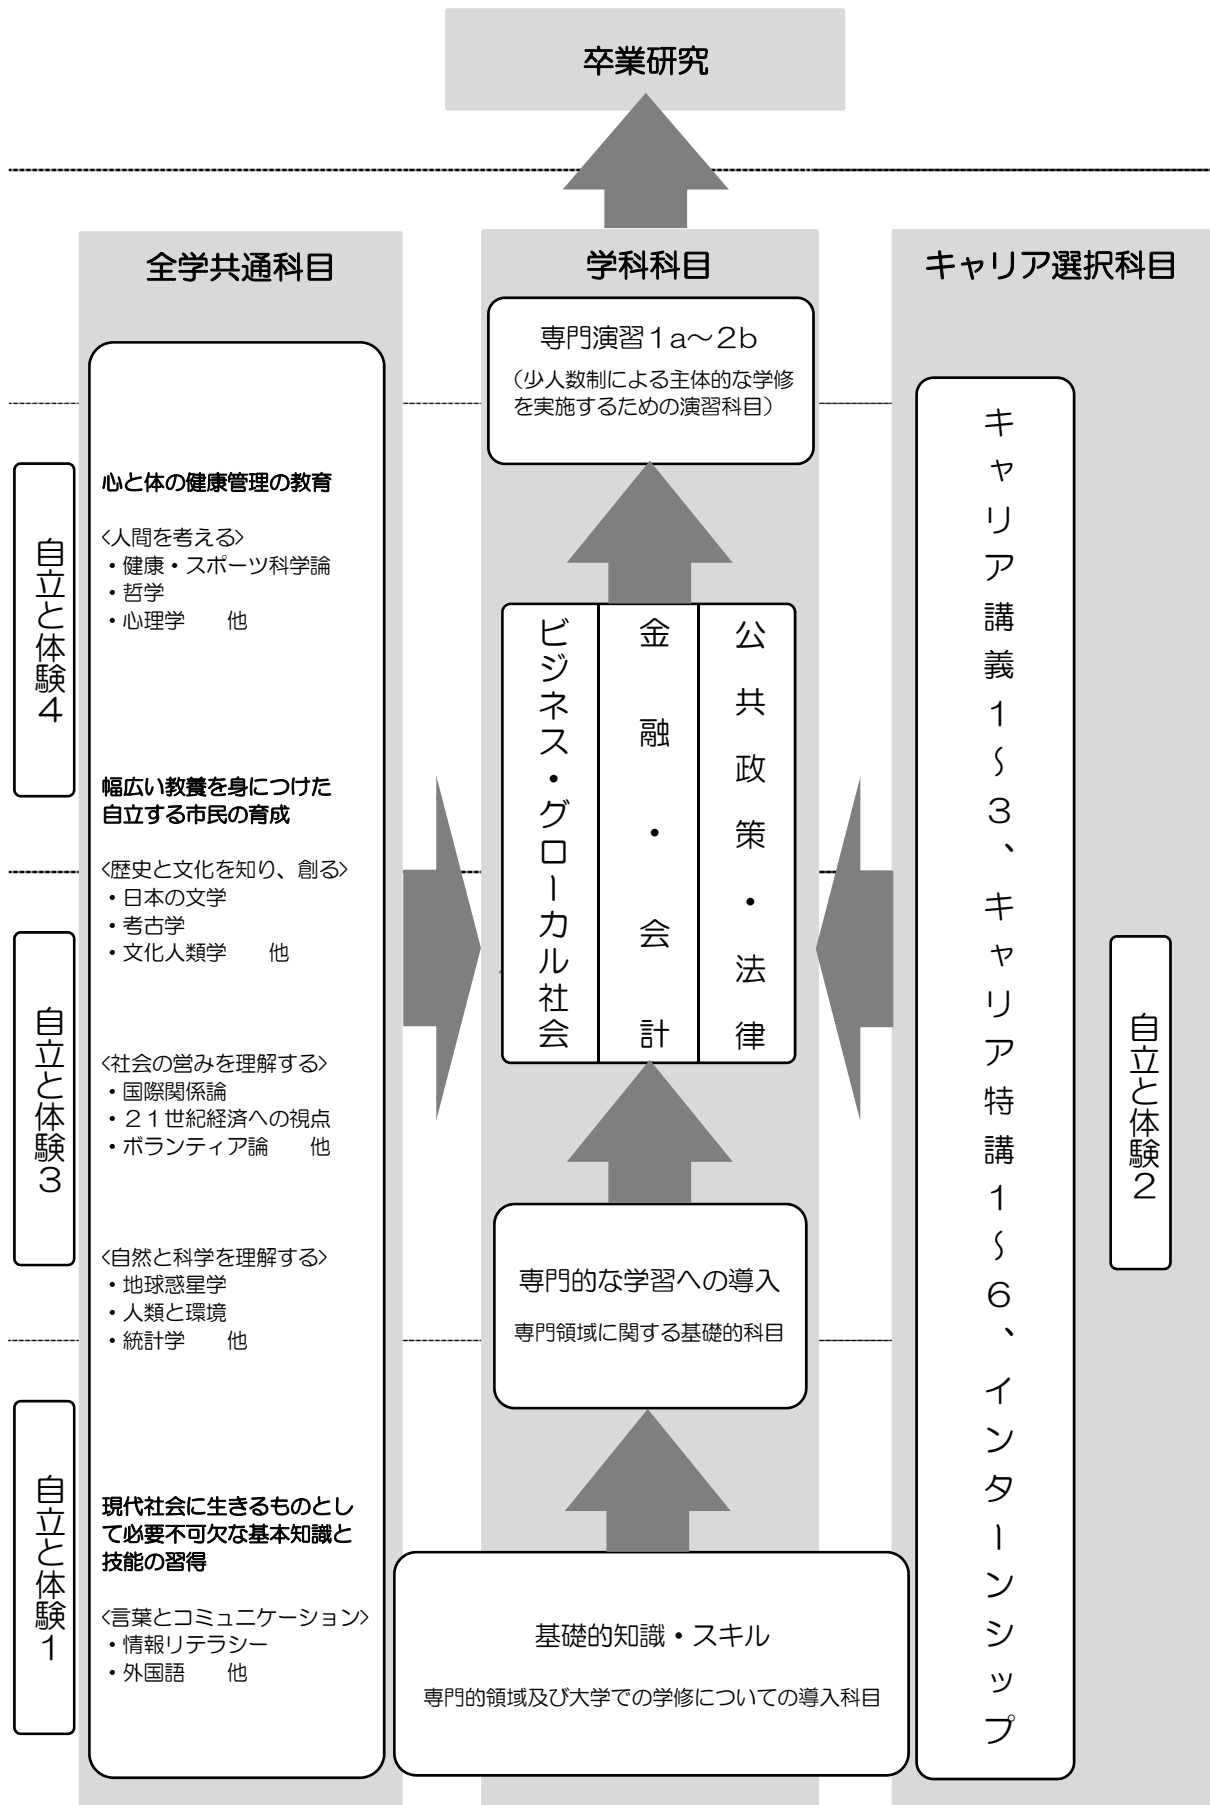 卒業研究
全学共通科目
心と体の健康管理の教育
<人間を考える>
・健康・スポーツ科学論
・哲学
・心理学　　他
幅広い教養を身につけた
自立する市民の育成
<歴史と文化を知り、創る>
・日本の文学
・考古学
・文化人類学　　他
<社会の営みを理解する>
・国際関係論
・２１世紀経済への視点
・ボランティア論　　他
<自然と科学を理解する>
・地球惑星学
・人類と環境
・統計学　　他
現代社会に生きるものとし
て必要不可欠な基本知識と
技能の習得
<言葉とコミュニケーション>
・情報リテラシー
・外国語　　他
自立と体験４
自立と体験３
自立と体験１
学科科目
専門演習１a～２b
（少人数制による主体的な学修
を実施するための演習科目）
ビジネス・グローカル社会
金融・会計
公共政策・法律
専門的な学習への導入
専門領域に関する基礎的科目
基礎的知識・スキル
専門的領域及び大学での学修についての導入科目
キャリア選択科目
キャリア講義１～３、キャリア特講１～６、インターンシップ
自立と体験２